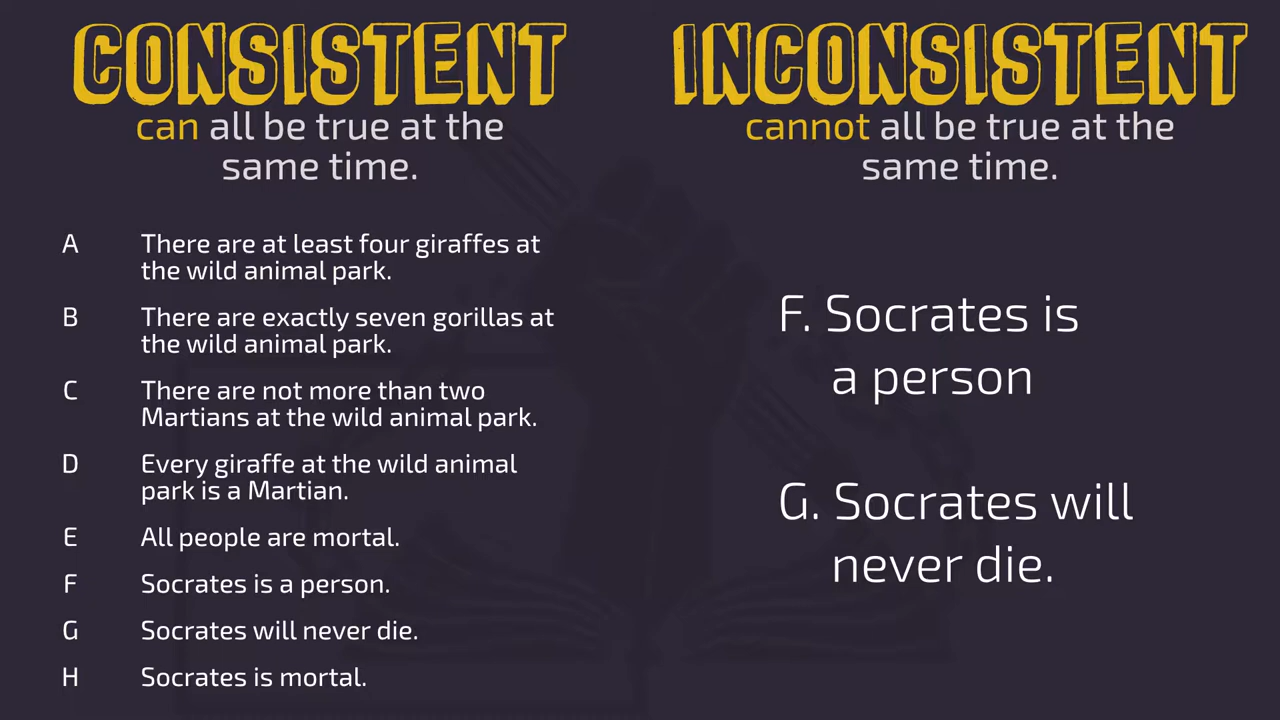 CONSISTENT
can all be true at the
same time.
A There are at least four giraffes at
the wild animal park.
B There are exactly seven gorillas at
the wild animal park.
C There are not more than two
Martians at the wild animal park.
D Every giraffe at the wild animal
park is a Martian.
E All people are mortal.
F Socrates is a person.
G Socrates will never die.
H Socrates is mortal.
INCONSISTENT
cannot all be true at the
same time.
F. Socrates is
a person
G. Socrates will
never die.